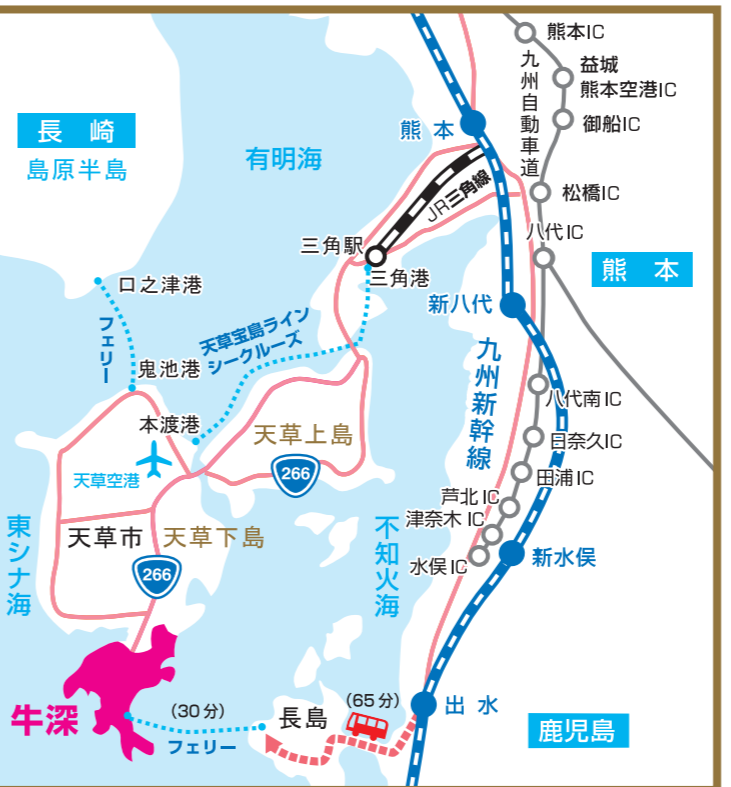 熊本IC
九州自動車道
益城
熊本空港IC
御船IC
長崎
島原半島
有明海
熊本
JR三角線
松橋IC
三角駅
三角港
八代IC
熊本
口之津港
フェリー
天草宝島ライン
シークルーズ
新八代
九州新幹線
鬼池港
本渡港
天草空港
天草上島
266
八代南IC
日奈久IC
田浦IC
芦北IC
津奈木IC
水俣IC
新水俣
東シナ海
天草市
天草下島
266
不知火海
牛深
(30分)
フェリー
長島
(65分)
出水
鹿児島